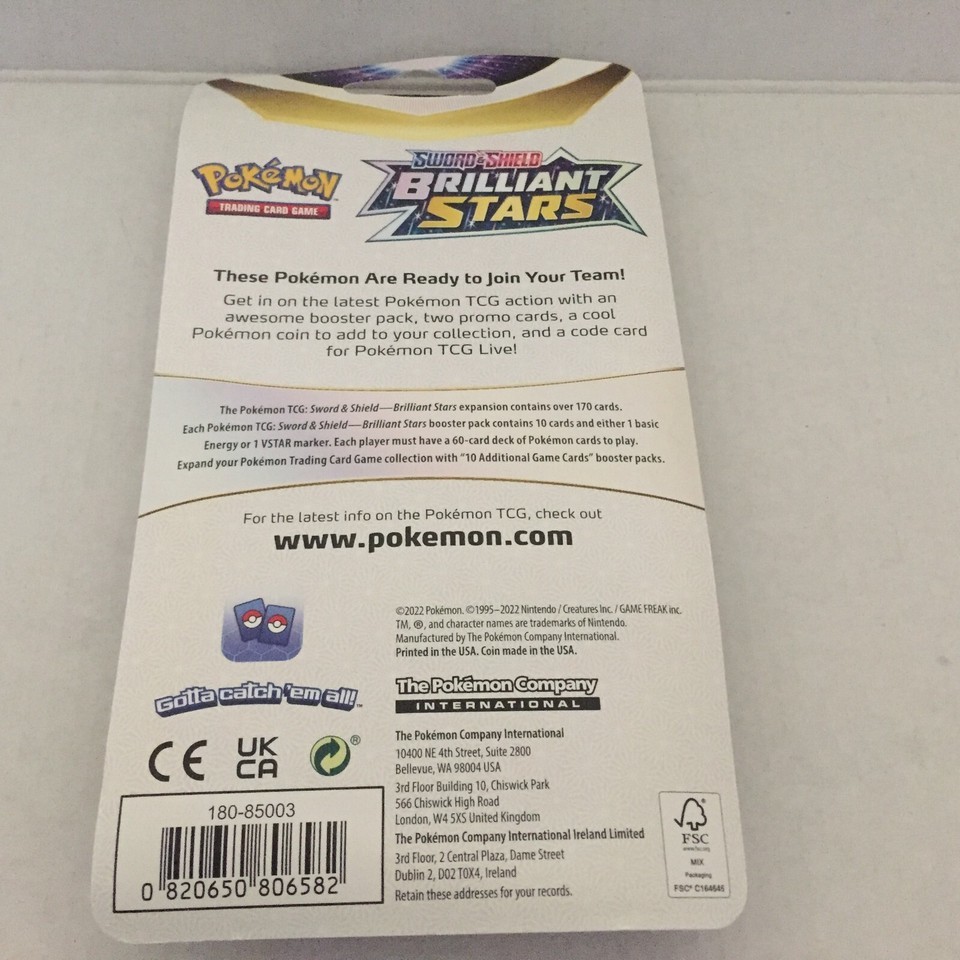 POKéMON
TRADING CARD GAME
SWORD & SHIELD
BRILLIANT
STARS
These Pokémon Are Ready to Join Your Team!
Get in on the latest Pokémon TCG action with an
awesome booster pack, two promo cards, a cool
Pokémon coin to add to your collection, and a code card
for Pokémon TCG Live!
The Pokémon TCG: Sword & Shield—Brilliant Stars expansion contains over 170 cards.
Each Pokémon TCG: Sword & Shield—Brilliant Stars booster pack contains 10 cards and either 1 basic
Energy or 1 VSTAR marker. Each player must have a 60-card deck of Pokémon cards to play.
Expand your Pokémon Trading Card Game collection with "10 Additional Game Cards" booster packs.
For the latest info on the Pokémon TCG, check out
www.pokemon.com
©2022 Pokémon. ©1995–2022 Nintendo / Creatures Inc. / GAME FREAK inc.
TM, ®, and character names are trademarks of Nintendo.
Manufactured by The Pokémon Company International.
Printed in the USA. Coin made in the USA.
Gotta catch 'em all!™
The Pokémon Company
INTERNATIONAL
CE
UK
CA
®
The Pokémon Company International
10400 NE 4th Street, Suite 2800
Bellevue, WA 98004 USA
3rd Floor Building 10, Chiswick Park
566 Chiswick High Road
London, W4 5XS United Kingdom
The Pokémon Company International Ireland Limited
3rd Floor, 2 Central Plaza, Dame Street
Dublin 2, D02 T0X4, Ireland
Retain these addresses for your records.
180-85003
0 820650 806582
FSC
www.fsc.org
MIX
Packaging
FSC® C164645